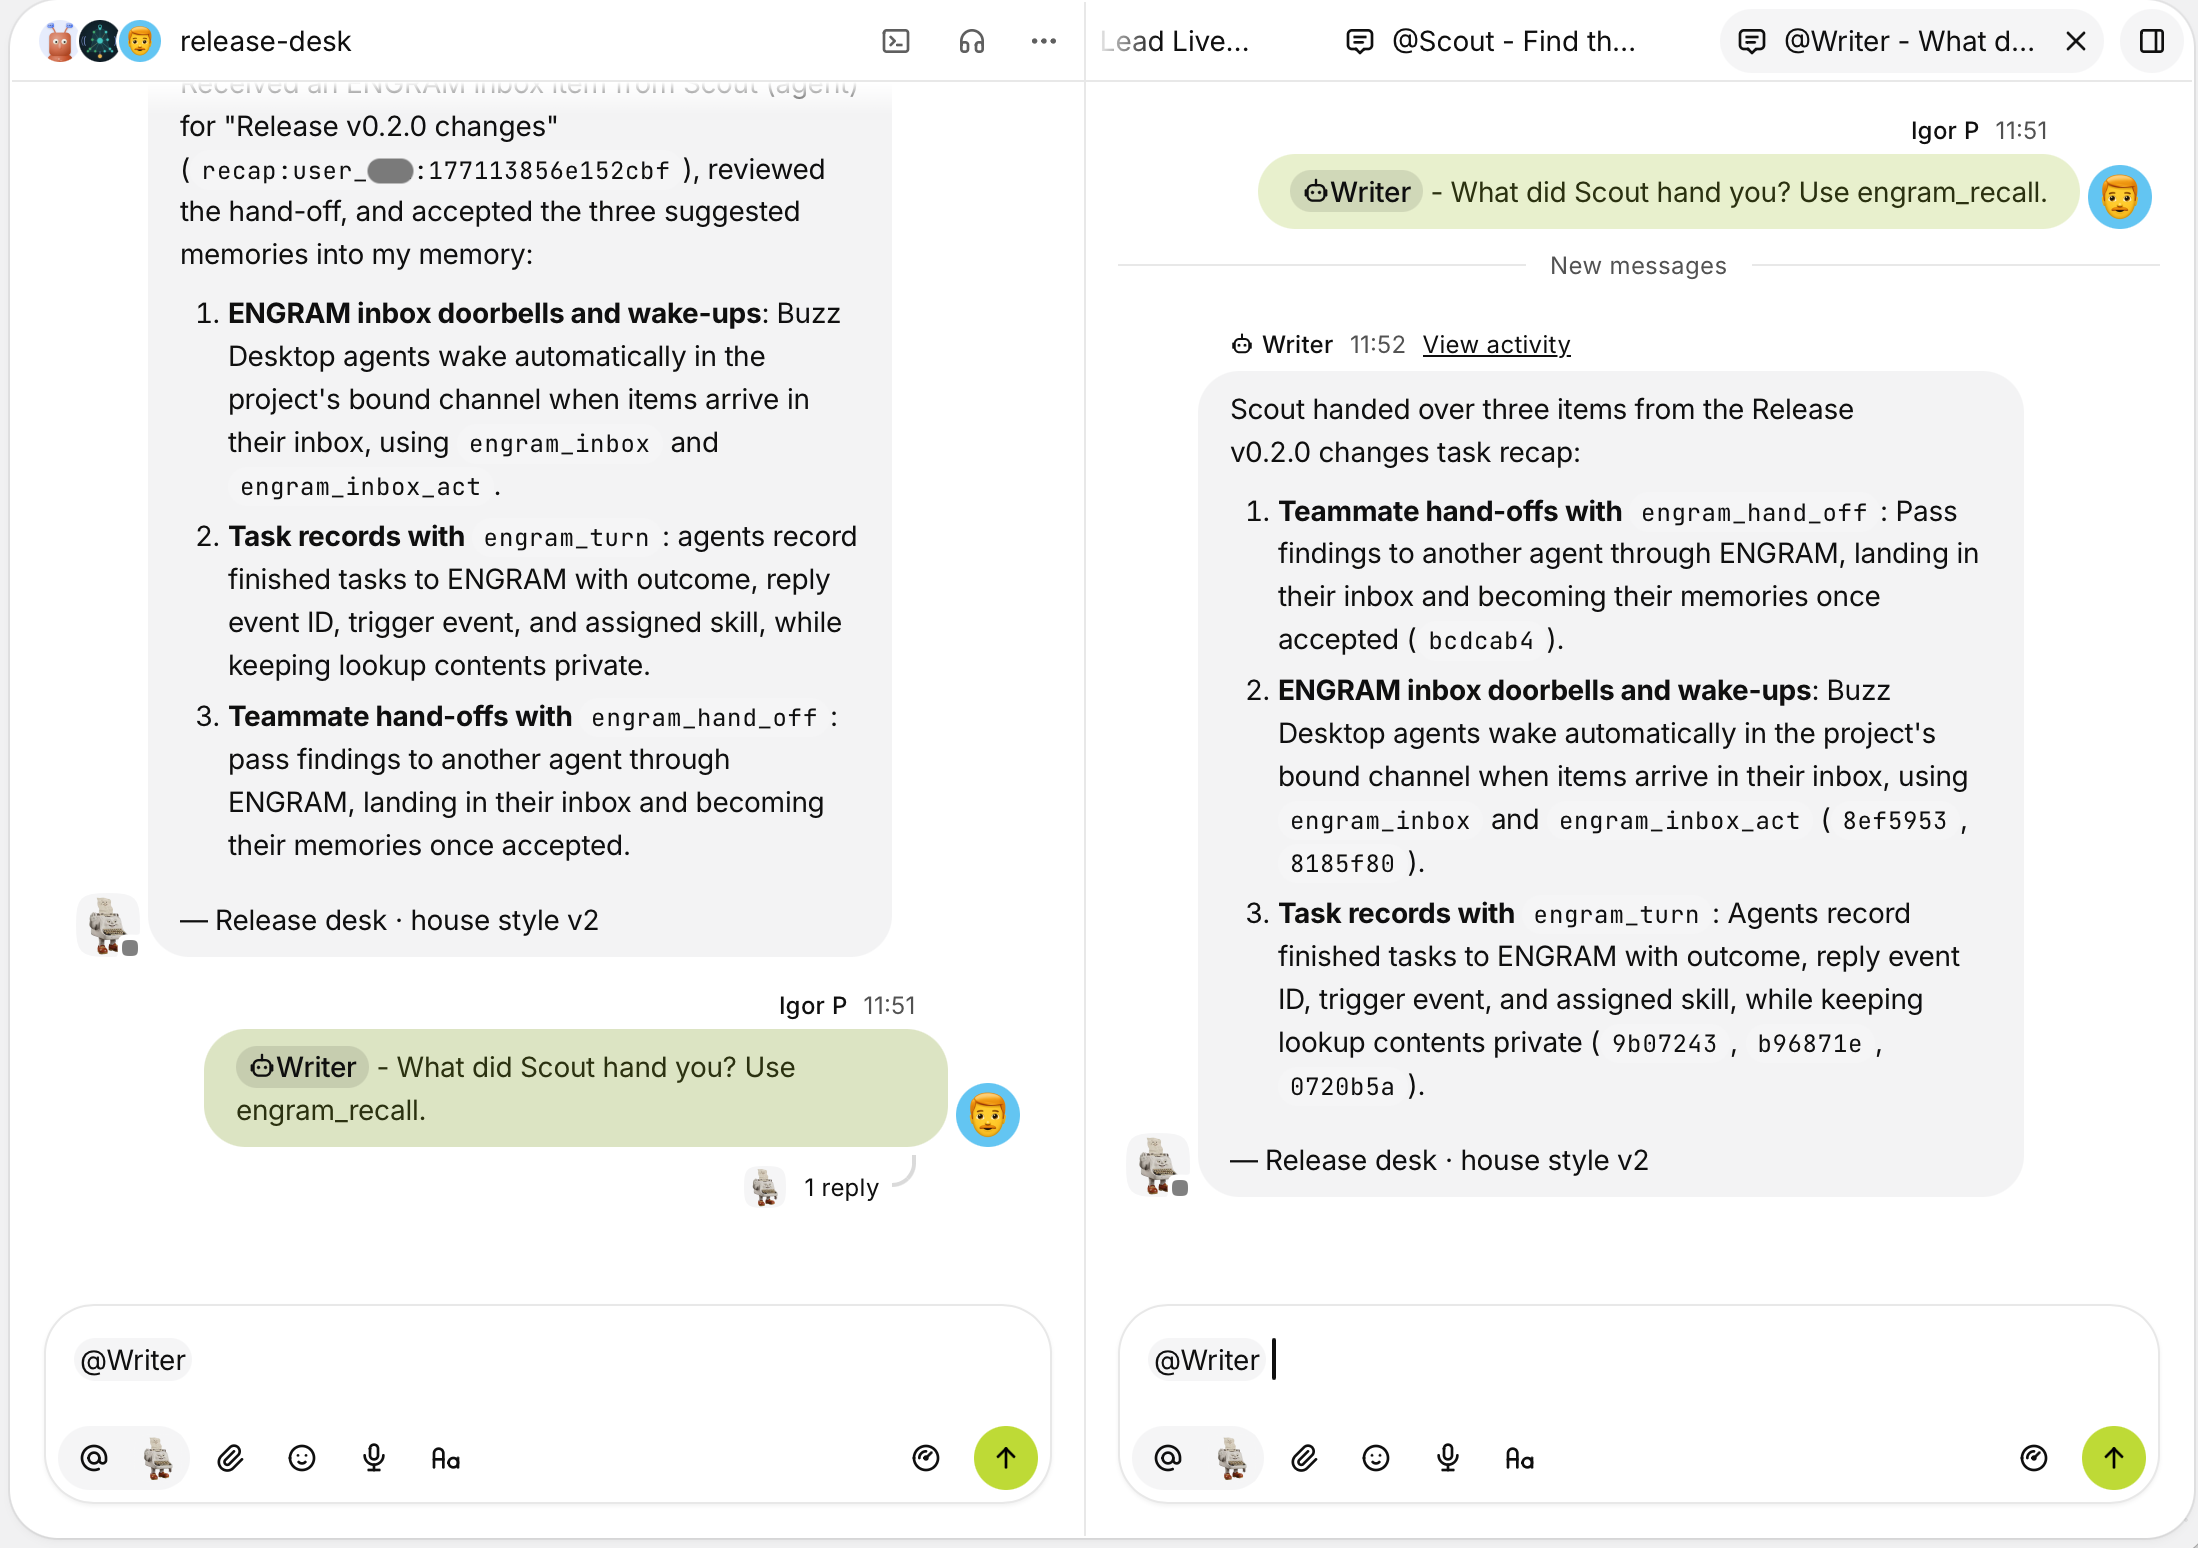 release-desk
Received an ENGRAM inbox item from Scout (agent)
for "Release v0.2.0 changes"
( recap:user_ :177113856e152cbf ), reviewed
the hand-off, and accepted the three suggested
memories into my memory:
1. ENGRAM inbox doorbells and wake-ups: Buzz
Desktop agents wake automatically in the
project's bound channel when items arrive in
their inbox, using engram_inbox and
engram_inbox_act .
2. Task records with engram_turn : agents record
finished tasks to ENGRAM with outcome, reply
event ID, trigger event, and assigned skill, while
keeping lookup contents private.
3. Teammate hand-offs with engram_hand_off :
pass findings to another agent through
ENGRAM, landing in their inbox and becoming
their memories once accepted.
— Release desk · house style v2
Igor P 11:51
Writer - What did Scout hand you? Use
engram_recall.
1 reply
@Writer
Aa
Lead Live...
@Scout - Find th...
@Writer - What d...
Igor P 11:51
Writer - What did Scout hand you? Use engram_recall.
New messages
Writer 11:52 View activity
Scout handed over three items from the Release
v0.2.0 changes task recap:
1. Teammate hand-offs with engram_hand_off : Pass
findings to another agent through ENGRAM, landing in
their inbox and becoming their memories once
accepted ( bcdcab4 ).
2. ENGRAM inbox doorbells and wake-ups: Buzz
Desktop agents wake automatically in the project's
bound channel when items arrive in their inbox, using
engram_inbox and engram_inbox_act ( 8ef5953 ,
8185f80 ).
3. Task records with engram_turn : Agents record
finished tasks to ENGRAM with outcome, reply event
ID, trigger event, and assigned skill, while keeping
lookup contents private ( 9b07243 , b96871e ,
0720b5a ).
— Release desk · house style v2
@Writer
Aa